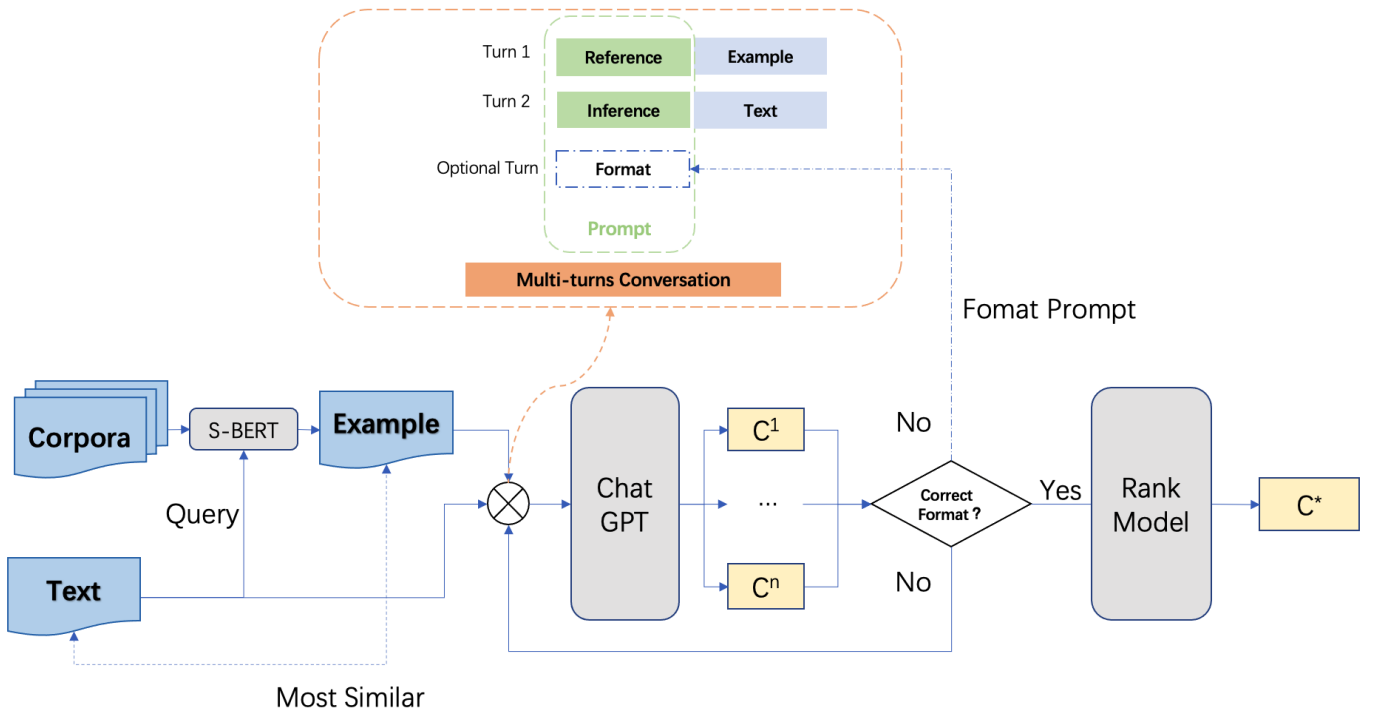 Turn 1
Reference
Example
Turn 2
Inference
Text
Optional Turn
Format
Prompt
Multi-turns Conversation
Fomat Prompt
Corpora
S-BERT
Example
Query
Text
Most Similar
Chat
GPT
C¹
...
Cⁿ
No
Correct
Format?
Yes
No
Rank
Model
C*